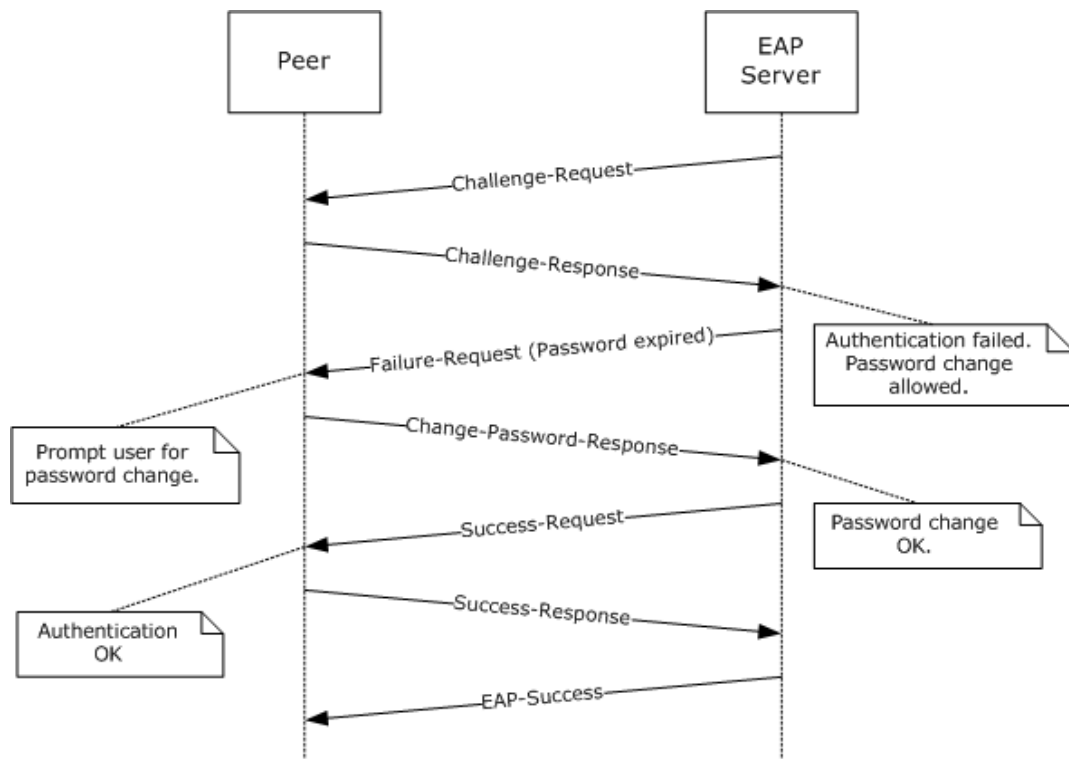 Peer
EAP
Server
Challenge-Request
Challenge-Response
Authentication failed.
Password change
allowed.
Failure-Request (Password expired)
Prompt user for
password change.
Change-Password-Response
Password change
OK.
Success-Request
Authentication
OK
Success-Response
EAP-Success